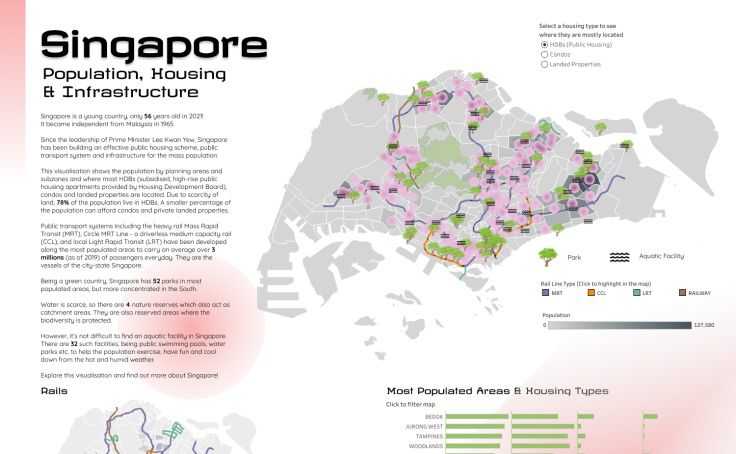 Singapore
Population, Housing
& Infrastructure
Singapore is a young country, only 56 years old in 2021!
It became independent from Malaysia in 1965.
Since the leadership of Prime Minister Lee Kwan Yew, Singapore
has been building an effective public housing scheme, public
transport system and infrastructure for the mass population.
This visualisation shows the population by planning areas and
subzones and where most HDBs (subsidised, high-rise public
housing apartments provided by Housing Development Board),
condos and landed properties are located. Due to scarcity of
land, 78% of the population live in HDBs. A smaller percentage of
the population can afford condos and private landed properties.
Public transport systems including the heavy rail Mass Rapid
Transit (MRT), Circle MRT Line - a driverless medium capacity rail
(CCL), and local Light Rapid Transit (LRT) have been developed
along the most populated areas to carry on average over 3
millions (as of 2019) of passengers everyday. They are the
vessels of the city-state Singapore.
Being a green country, Singapore has 52 parks in most
populated areas, but more concentrated in the South.
Water is scarce, so there are 4 nature reserves which also act as
catchment areas. They are also reserved areas where the
biodiversity is protected.
However, it's not difficult to find an aquatic facility in Singapore.
There are 32 such facilities, being public swimming pools, water
parks etc. to help the population exercise, have fun and cool
down from the hot and humid weather.
Explore this visualisation and find out more about Singapore!
Rails
Select a housing type to see
where they are mostly located
HDBs (Public Housing)
Condos
Landed Properties
Park
Aquatic Facility
Rail Line Type (Click to highlight in the map)
MRT CCL LRT RAILWAY
Population
0 137,580
Most Populated Areas & Housing Types
Click to filter map
BEDOK
JURONG WEST
TAMPINES
WOODLANDS